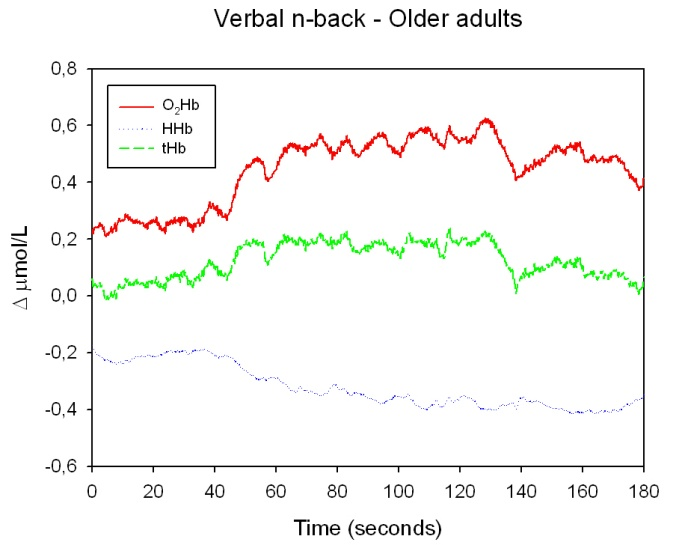 Verbal n-back - Older adults
0,8
0,6
0,4
0,2
0,0
-0,2
-0,4
-0,6
Δ μmol/L
O₂Hb
HHb
tHb
0 20 40 60 80 100 120 140 160 180
Time (seconds)